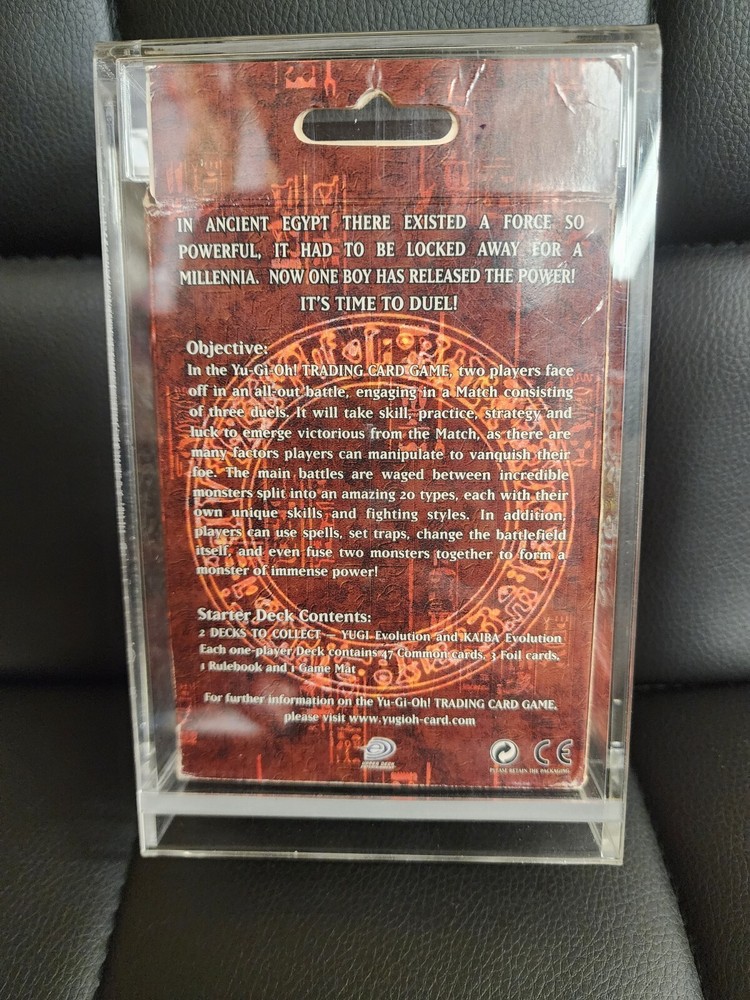 IN ANCIENT EGYPT THERE EXISTED A FORCE SO
POWERFUL, IT HAD TO BE LOCKED AWAY FOR A
MILLENNIA. NOW ONE BOY HAS RELEASED THE POWER!
IT'S TIME TO DUEL!
Objective:
In the Yu-Gi-Oh! TRADING CARD GAME, two players face
off in an all-out battle, engaging in a Match consisting
of three duels. It will take skill, practice, strategy and
luck to emerge victorious from the Match, as there are
many factors players can manipulate to vanquish their
foe. The main battles are waged between incredible
monsters split into an amazing 20 types, each with their
own unique skills and fighting styles. In addition,
players can use spells, set traps, change the battlefield
itself, and even fuse two monsters together to form a
monster of immense power!
Starter Deck Contents:
2 DECKS TO COLLECT — YUGI Evolution and KAIBA Evolution
Each one-player Deck contains 47 Common cards, 3 Foil cards,
1 Rulebook and 1 Game Mat
For further information on the Yu-Gi-Oh! TRADING CARD GAME,
please visit www.yugioh-card.com
UPPER DECK
CE
PLEASE RETAIN THE PACKAGING